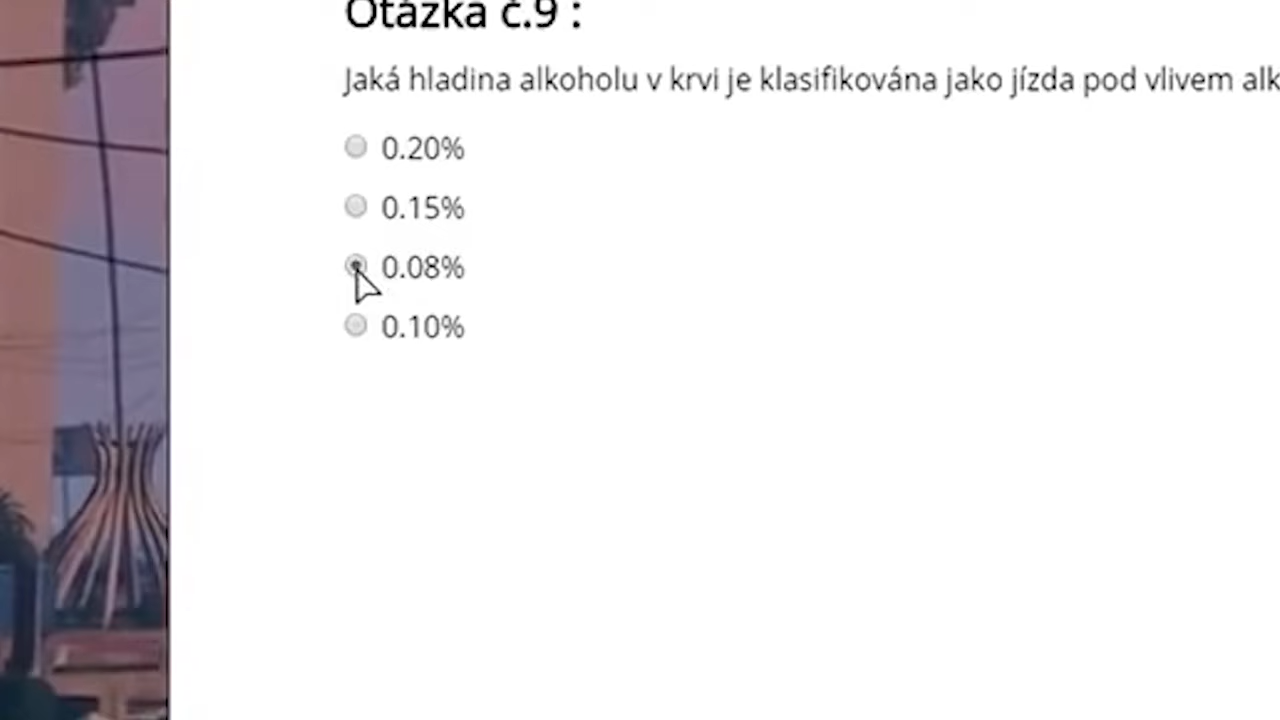 Otázka č.9 :
Jaká hladina alkoholu v krvi je klasifikována jako jízda pod vlivem alk
0.20%
0.15%
0.08%
0.10%